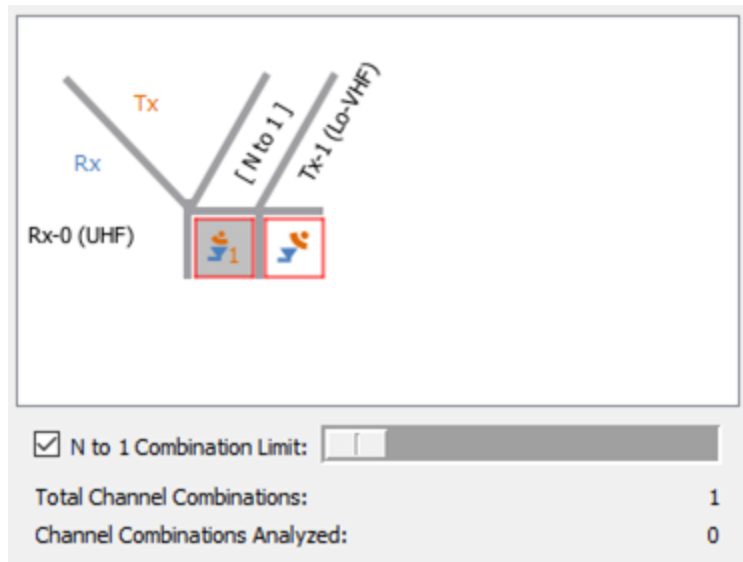 Tx
Rx
[ N to 1 ]
Tx-1 (Lo-VHF)
Rx-0 (UHF)
1
N to 1 Combination Limit:
Total Channel Combinations: 1
Channel Combinations Analyzed: 0